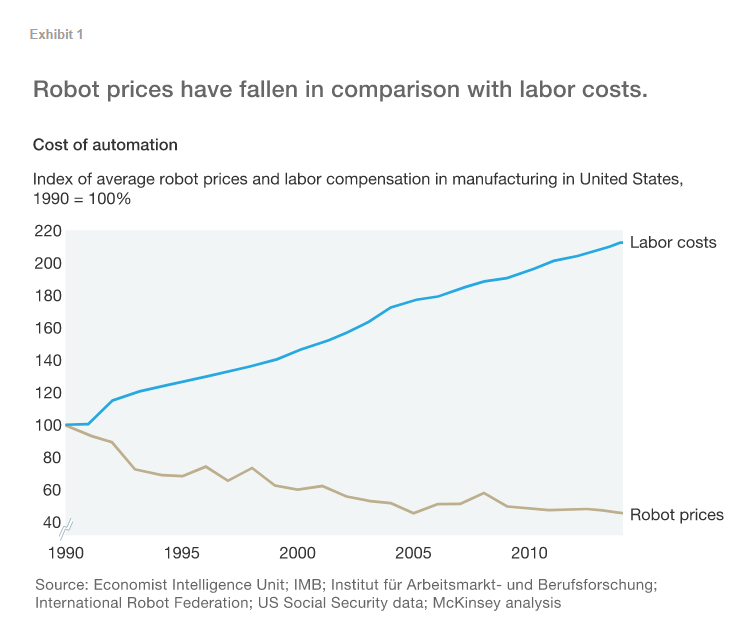 Exhibit 1
Robot prices have fallen in comparison with labor costs.
Cost of automation
Index of average robot prices and labor compensation in manufacturing in United States,
1990 = 100%
220
Labor costs
200
180
160
140
120
100
80
60
Robot prices
40
1990
1995
2000
2005
2010
Source: Economist Intelligence Unit; IMB; Institut für Arbeitsmarkt- und Berufsforschung;
International Robot Federation; US Social Security data; McKinsey analysis